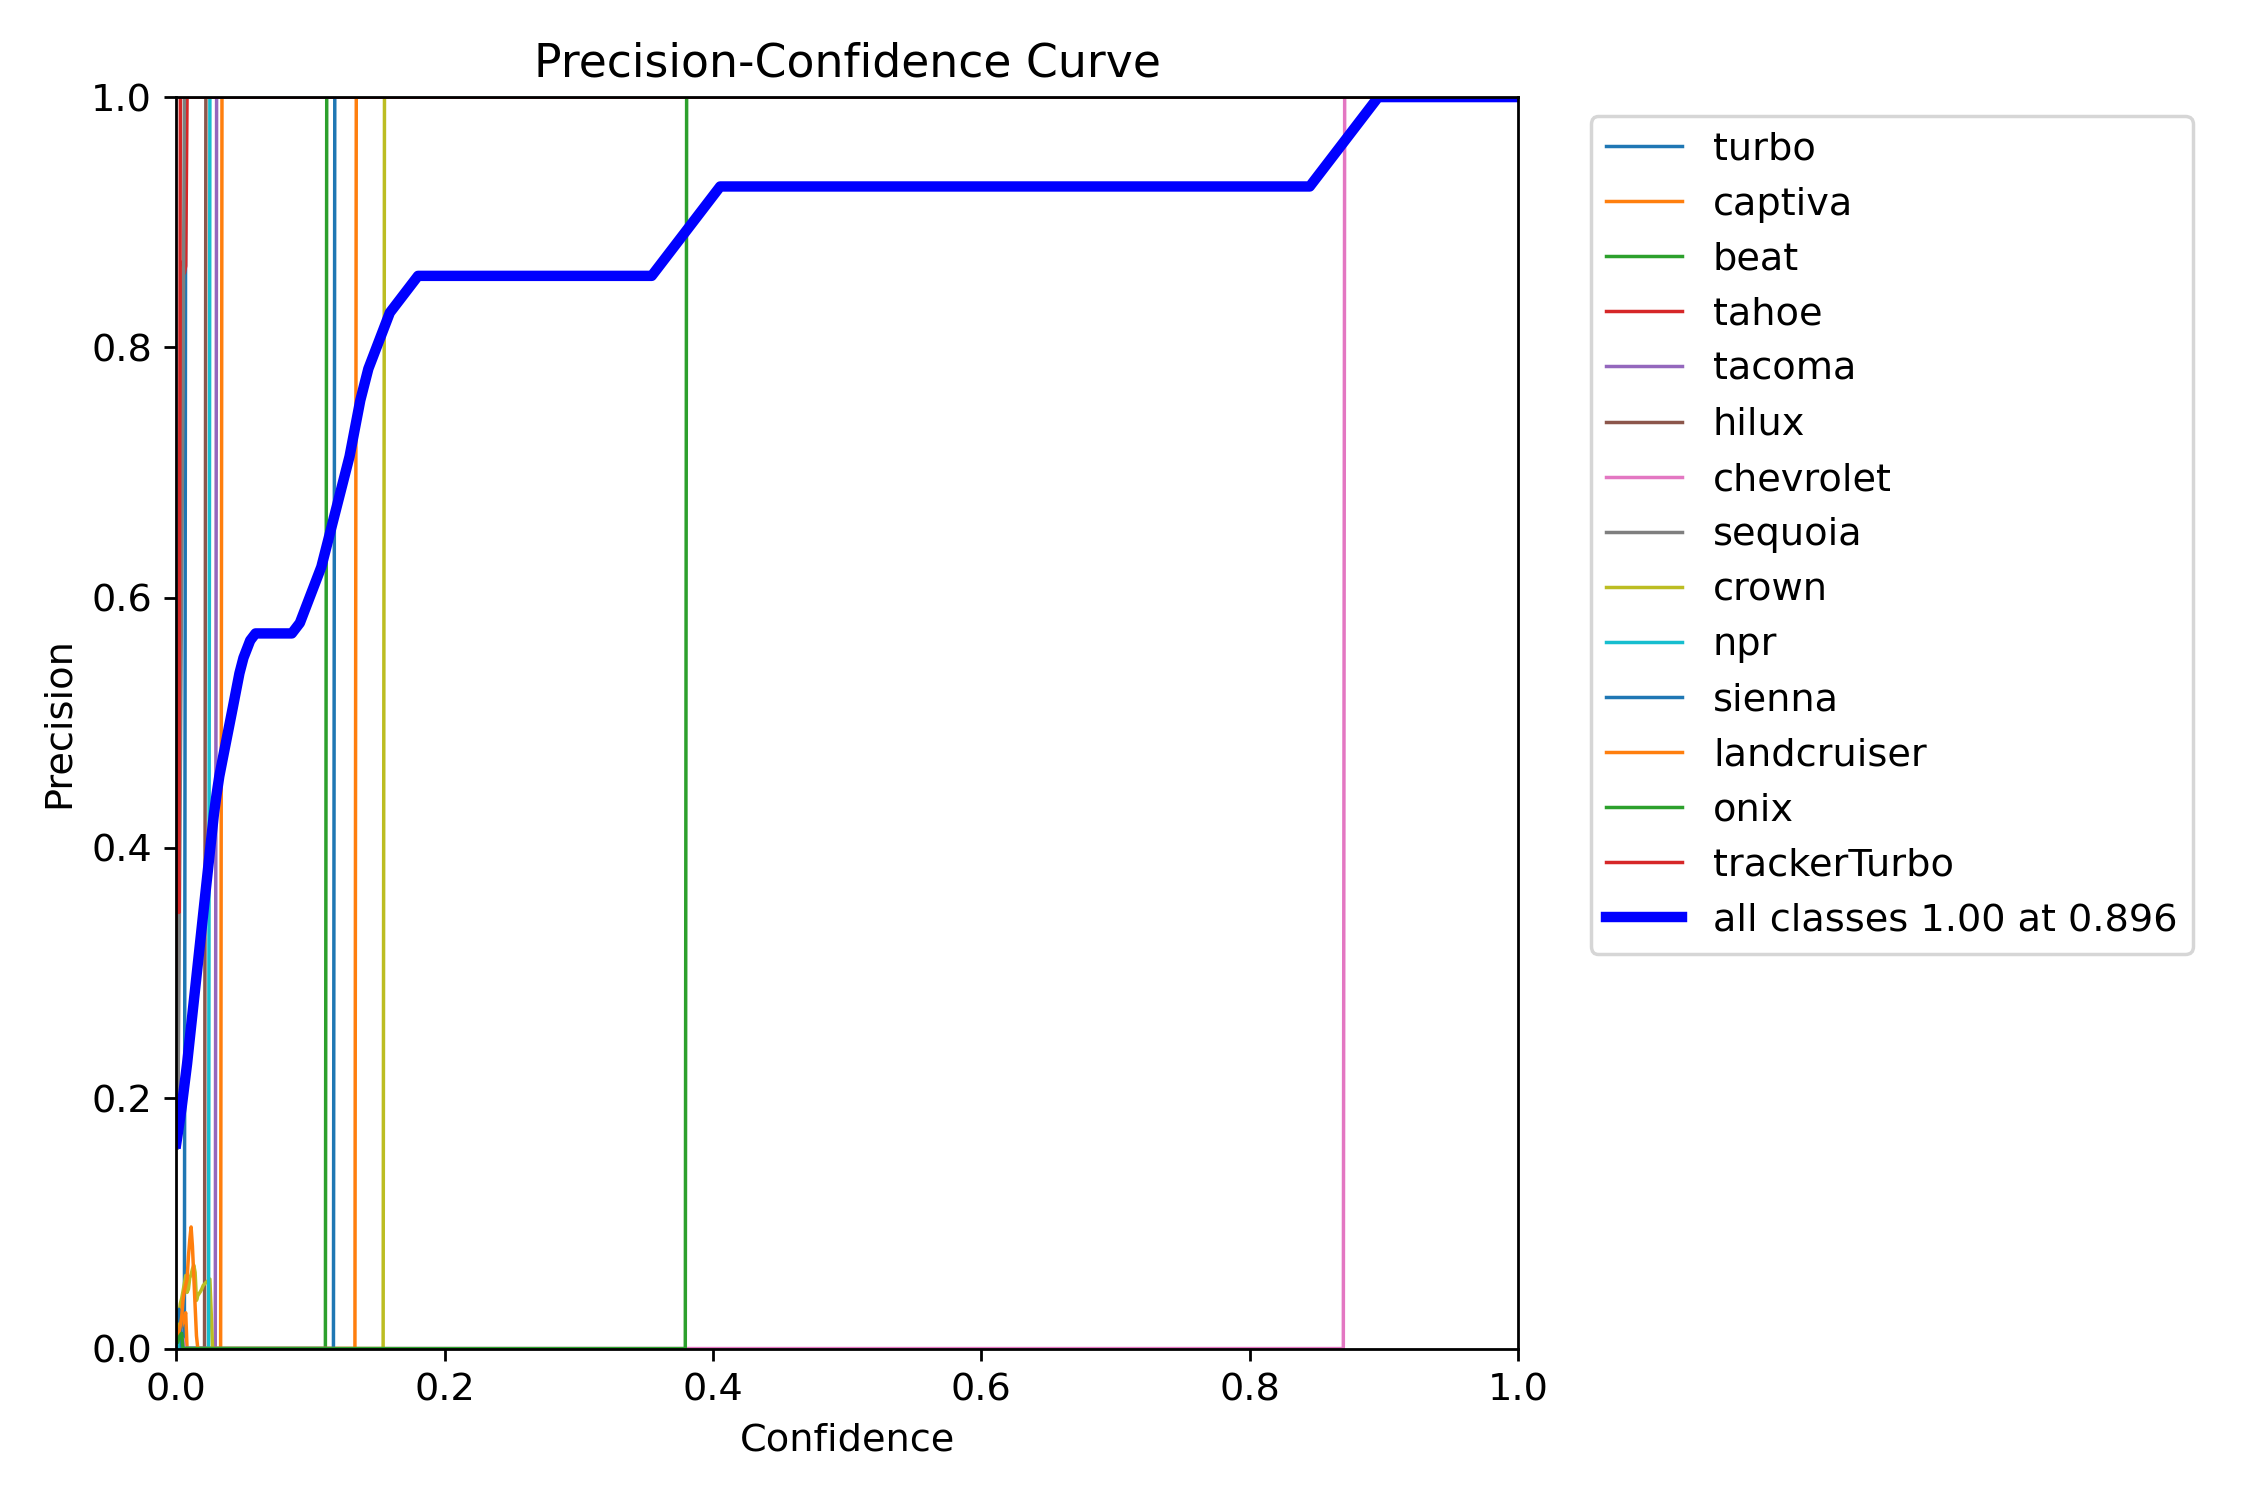 Precision-Confidence Curve
1.0
0.8
0.6
0.4
0.2
0.0
Precision
0.0 0.2 0.4 0.6 0.8 1.0
Confidence
turbo
captiva
beat
tahoe
tacoma
hilux
chevrolet
sequoia
crown
npr
sienna
landcruiser
onix
trackerTurbo
all classes 1.00 at 0.896